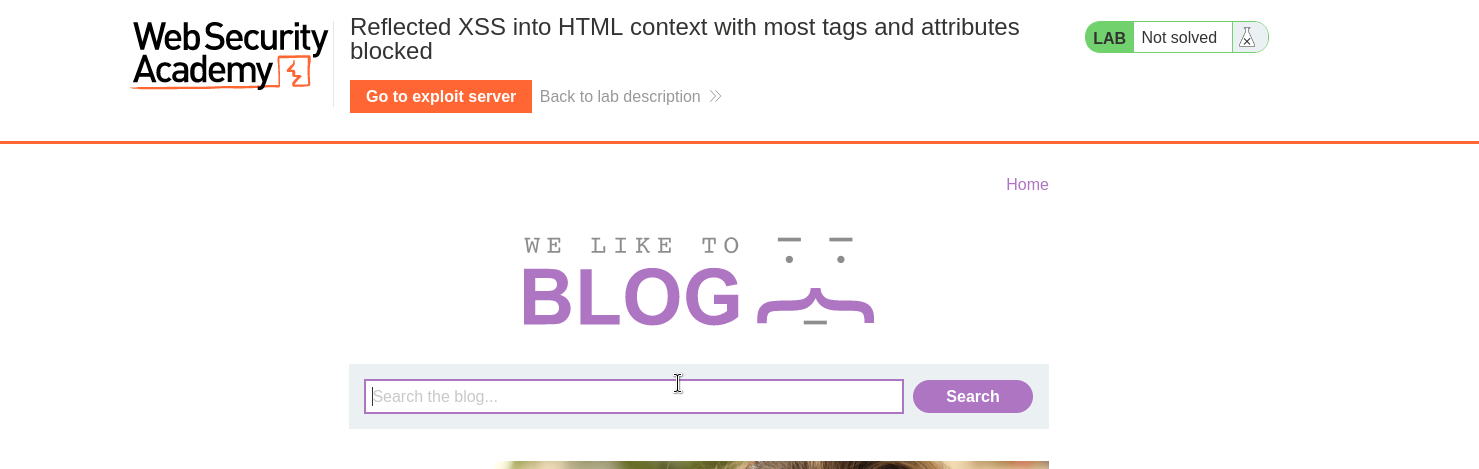 Web Security
Academy
Reflected XSS into HTML context with most tags and attributes
blocked
LAB Not solved
Go to exploit server Back to lab description
Home
WE LIKE TO
BLOG
Search the blog... Search